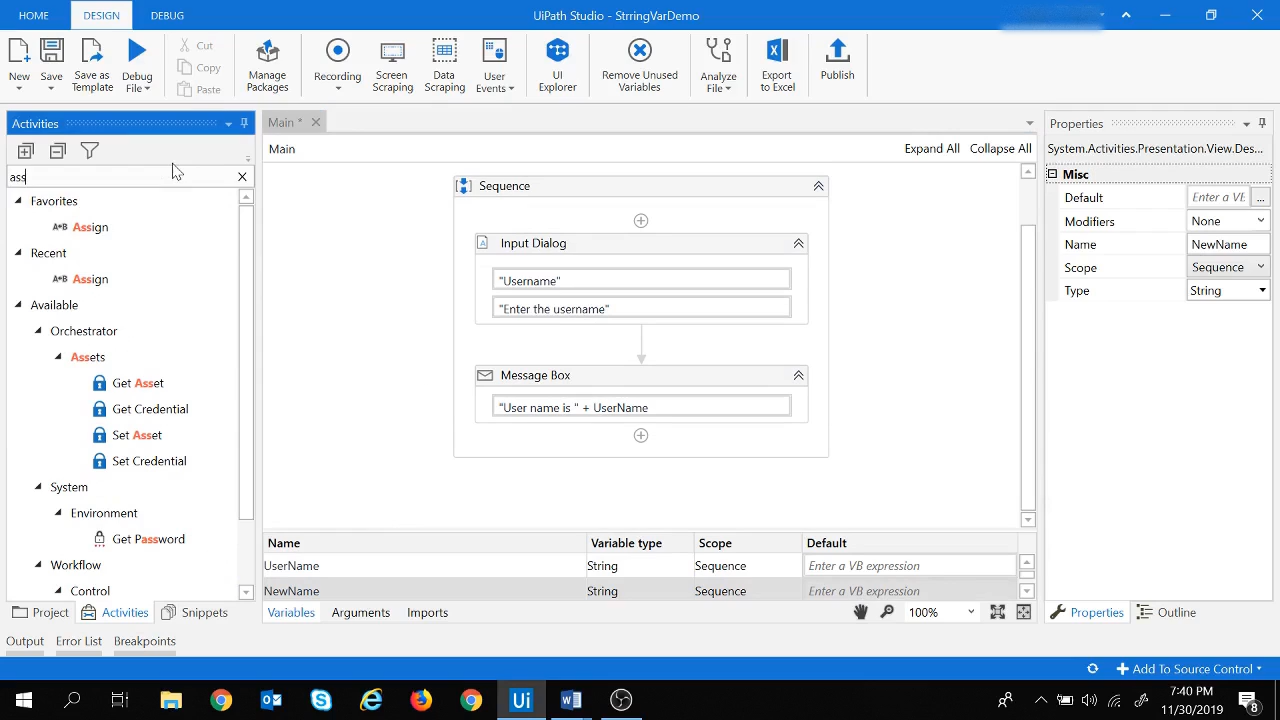 HOME DESIGN DEBUG UiPath Studio - StringVarDemo
New Save Save as Template Debug File Cut Copy Paste Manage Packages Recording Screen Scraping Data Scraping User Events UI Explorer Remove Unused Variables Analyze File Export to Excel Publish
Activities
ass
Favorites
Assign
Recent
Assign
Available
Orchestrator
Assets
Get Asset
Get Credential
Set Asset
Set Credential
System
Environment
Get Password
Workflow
Control
Project Activities Snippets
Main *
Main Expand All Collapse All
Sequence
Input Dialog
"Username"
"Enter the username"
Message Box
"User name is " + UserName
Name Variable type Scope Default
UserName String Sequence Enter a VB expression
NewName String Sequence Enter a VB expression
Variables Arguments Imports 100%
Properties
System.Activities.Presentation.View.Des...
Misc
Default Enter a VE ...
Modifiers None
Name NewName
Scope Sequence
Type String
Properties Outline
Output Error List Breakpoints
Add To Source Control
Ui
7:40 PM
11/30/2019
8